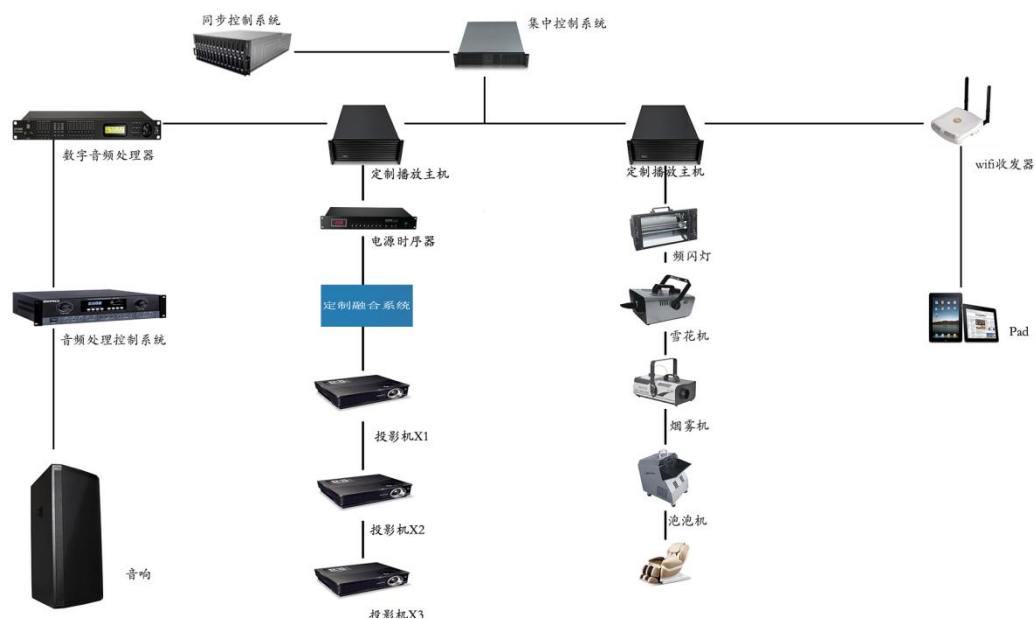 同步控制系统
集中控制系统
数字音频处理器
定制播放主机
定制播放主机
wifi收发器
电源时序器
频闪灯
定制融合系统
音频处理控制系统
雪花机
Pad
投影机X1
烟雾机
投影机X2
泡泡机
音响
投影机X3